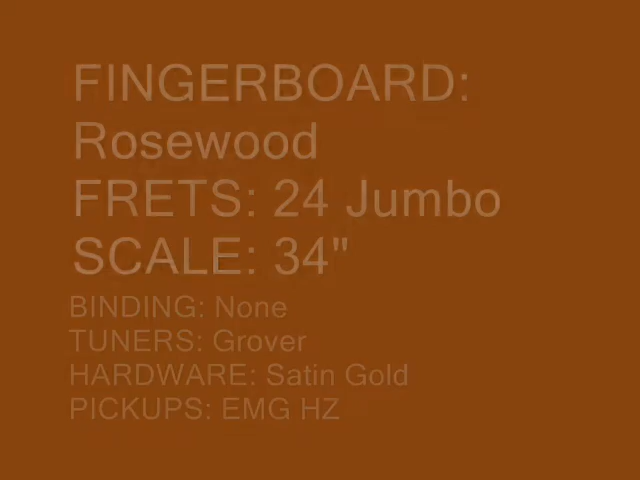 FINGERBOARD:
Rosewood
FRETS: 24 Jumbo
SCALE: 34"
BINDING: None
TUNERS: Grover
HARDWARE: Satin Gold
PICKUPS: EMG HZ